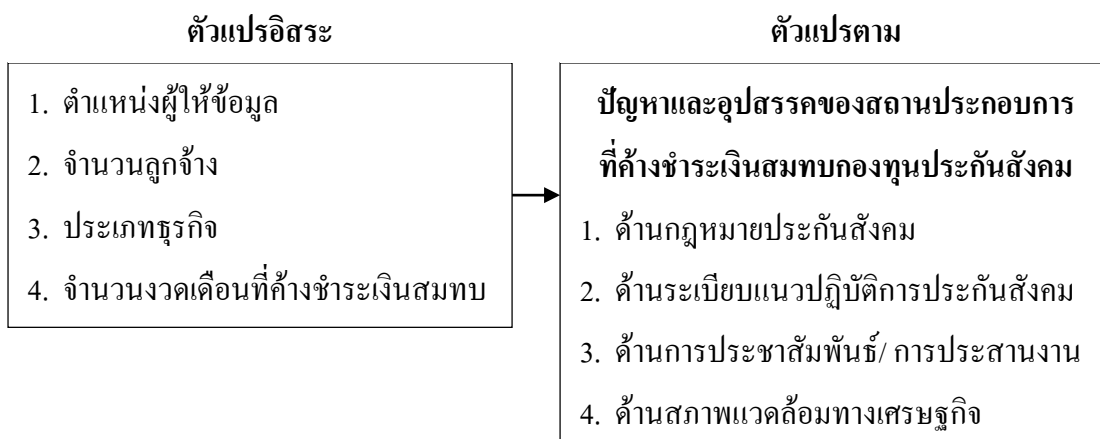 ตัวแปรอิสระ
1. ตำแหน่งผู้ให้ข้อมูล
2. จำนวนลูกจ้าง
3. ประเภทธุรกิจ
4. จำนวนงวดเดือนที่ค้างชำระเงินสมทบ
ตัวแปรตาม
ปัญหาและอุปสรรคของสถานประกอบการ
ที่ค้างชำระเงินสมทบกองทุนประกันสังคม
1. ด้านกฎหมายประกันสังคม
2. ด้านระเบียบแนวปฏิบัติการประกันสังคม
3. ด้านการประชาสัมพันธ์/ การประสานงาน
4. ด้านสภาพแวดล้อมทางเศรษฐกิจ